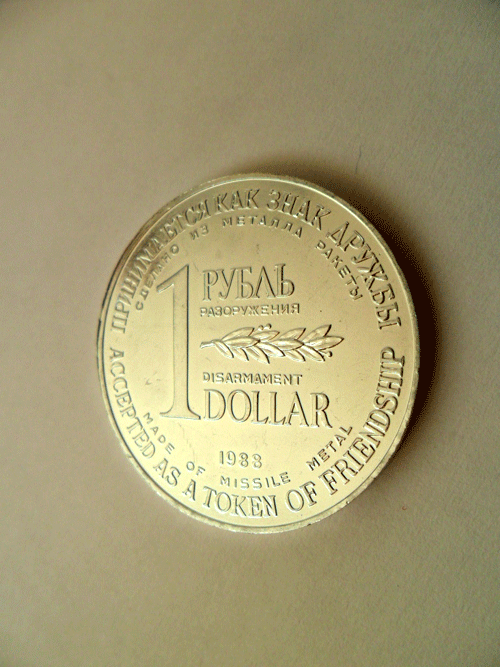 ПРИНИМАЕТСЯ КАК ЗНАК ДРУЖБЫ
СДЕЛАНО ИЗ МЕТАЛЛА РАКЕТЫ
1
РУБЛЬ
РАЗОРУЖЕНИЯ
DISARMAMENT
DOLLAR
1988
MADE OF MISSILE METAL
ACCEPTED AS A TOKEN OF FRIENDSHIP